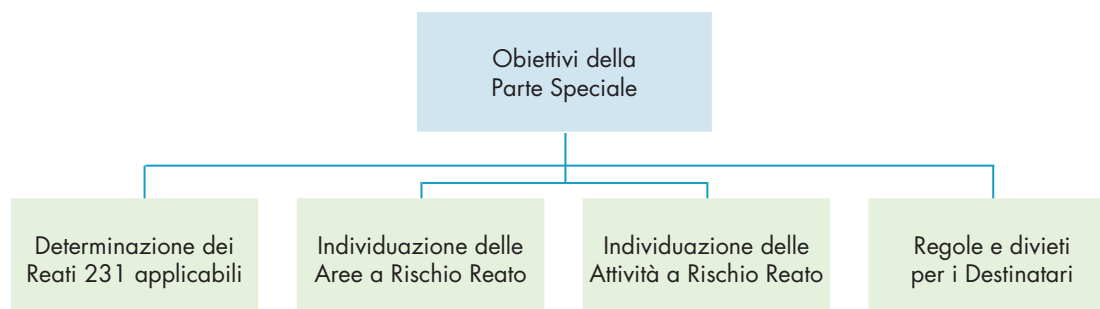 Obiettivi della
Parte Speciale
Determinazione dei
Reati 231 applicabili
Individuazione delle
Aree a Rischio Reato
Individuazione delle
Attività a Rischio Reato
Regole e divieti
per i Destinatari